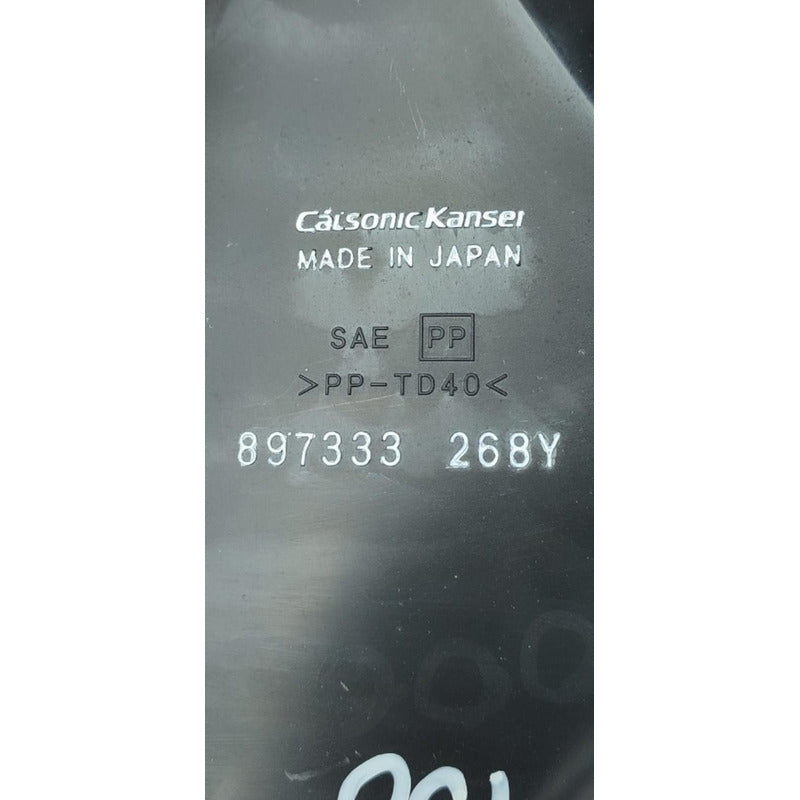 CalsonicKansei
MADE IN JAPAN
SAE PP
>PP-TD40<
897333 268Y